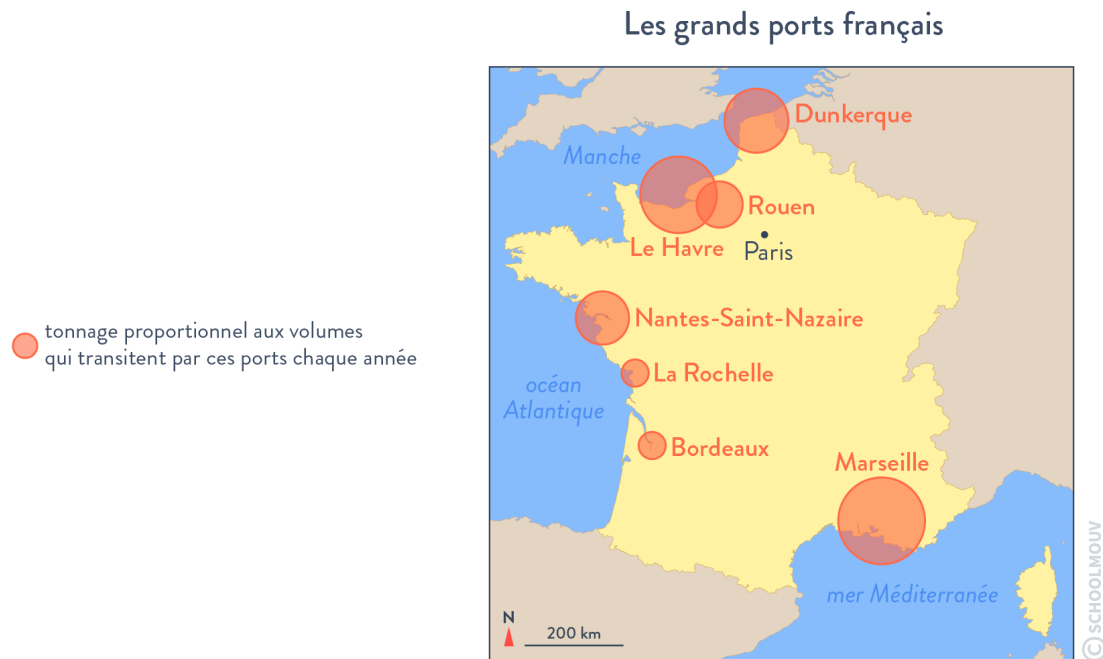 Les grands ports français
Dunkerque
Manche
Rouen
Le Havre
Paris
Nantes-Saint-Nazaire
tonnage proportionnel aux volumes
qui transitent par ces ports chaque année
La Rochelle
océan
Atlantique
Bordeaux
Marseille
mer Méditerranée
N
200 km
(C) SCHOOLMOUV